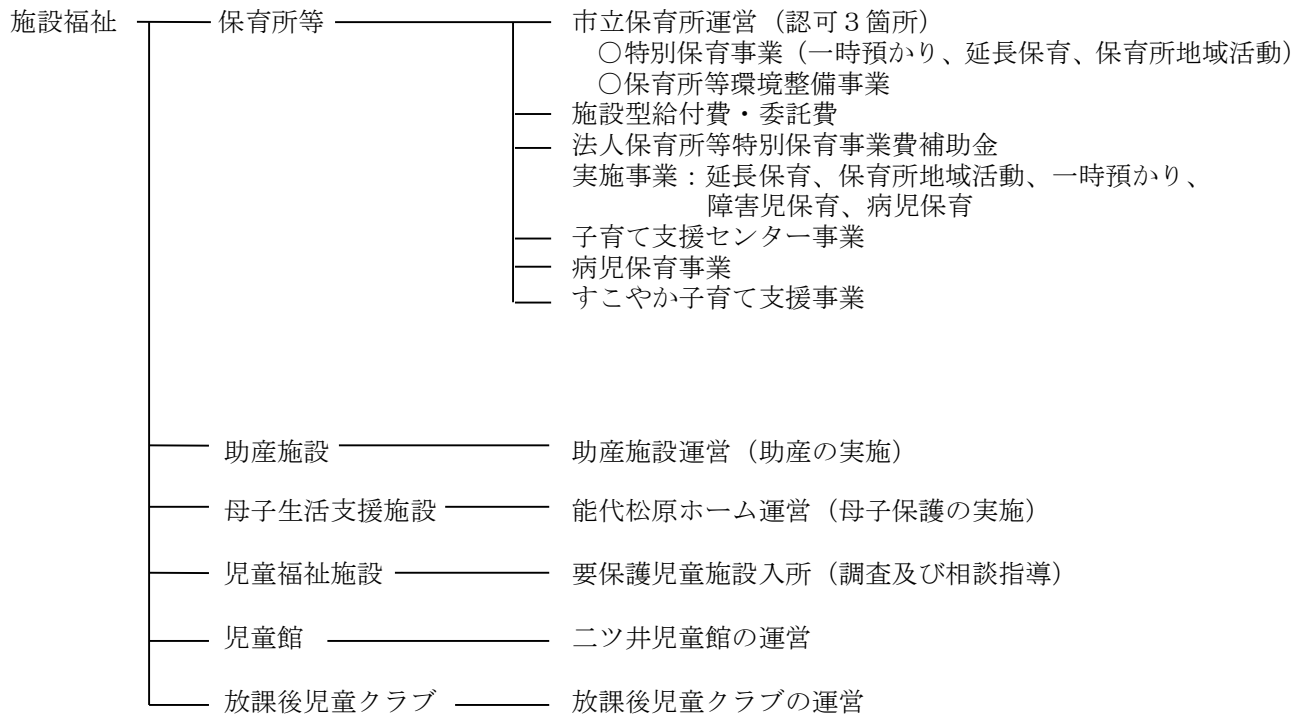 施設福祉 保育所等 市立保育所運営（認可３箇所）
○特別保育事業（一時預かり、延長保育、保育所地域活動）
○保育所等環境整備事業
施設型給付費・委託費
法人保育所等特別保育事業費補助金
実施事業：延長保育、保育所地域活動、一時預かり、
障害児保育、病児保育
子育て支援センター事業
病児保育事業
すこやか子育て支援事業
助産施設 助産施設運営（助産の実施）
母子生活支援施設 能代松原ホーム運営（母子保護の実施）
児童福祉施設 要保護児童施設入所（調査及び相談指導）
児童館 二ツ井児童館の運営
放課後児童クラブ 放課後児童クラブの運営